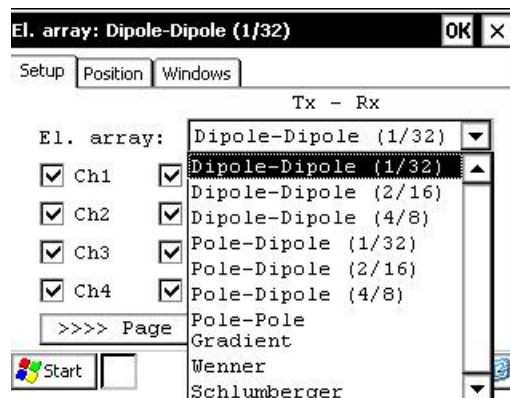 El. array: Dipole-Dipole (1/32) OK ×
Setup Position Windows
Tx - Rx
El. array: Dipole-Dipole (1/32)
Dipole-Dipole (1/32)
Dipole-Dipole (2/16)
Dipole-Dipole (4/8)
Pole-Dipole (1/32)
Pole-Dipole (2/16)
Pole-Dipole (4/8)
Pole-Pole
Gradient
Wenner
Schlumberger
Ch1
Ch2
Ch3
Ch4
>>>> Page
Start